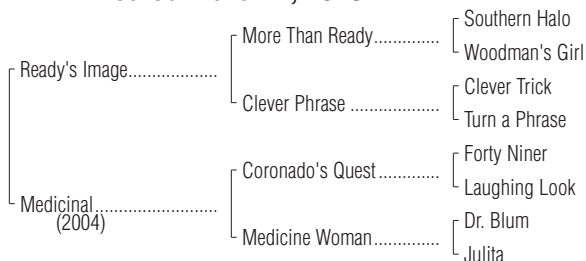 Southern Halo
More Than Ready.............
Woodman's Girl
Ready's Image...................
Clever Trick
Clever Phrase ..................
Turn a Phrase
Forty Niner
Coronado's Quest.............
Laughing Look
Medicinal..........................
(2004)
Dr. Blum
Medicine Woman..............
Julita